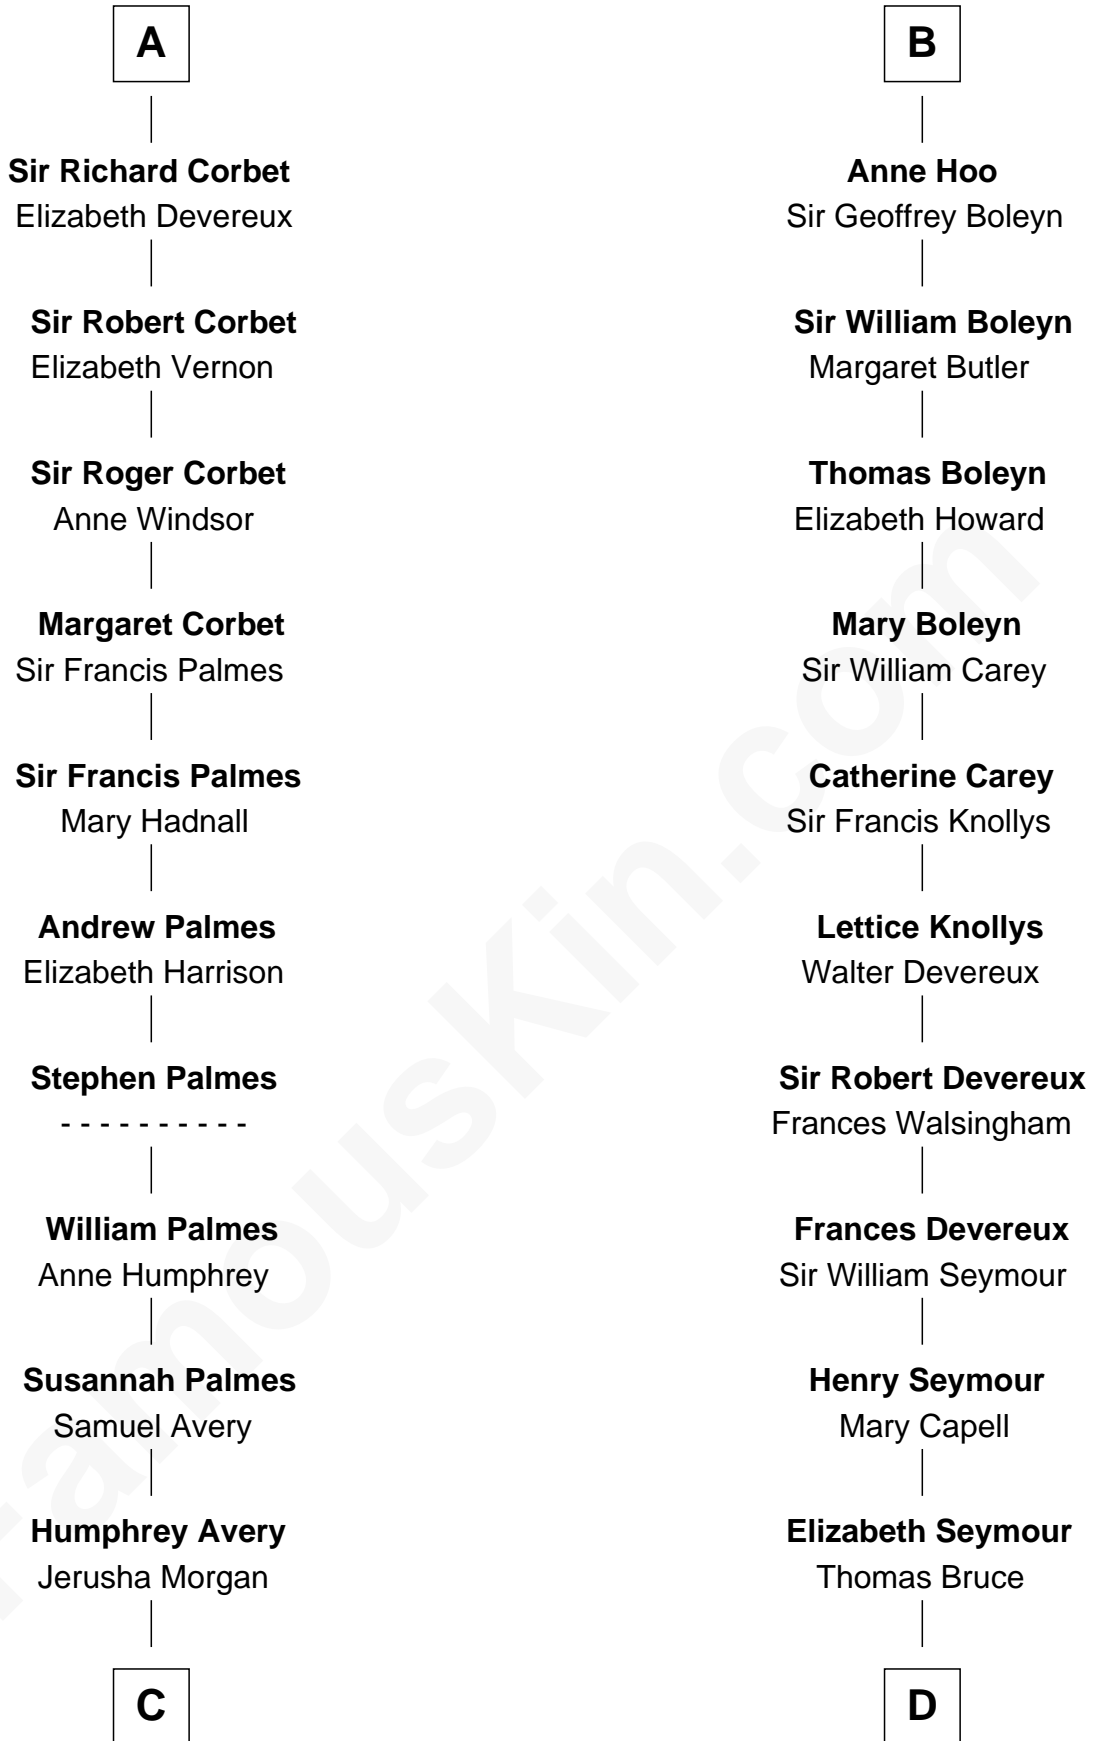 A
Sir Richard Corbet
Elizabeth Devereux
Sir Robert Corbet
Elizabeth Vernon
Sir Roger Corbet
Anne Windsor
Margaret Corbet
Sir Francis Palmes
Sir Francis Palmes
Mary Hadnall
Andrew Palmes
Elizabeth Harrison
Stephen Palmes
- - - - - - - - - -
William Palmes
Anne Humphrey
Susannah Palmes
Samuel Avery
Humphrey Avery
Jerusha Morgan
C
B
Anne Hoo
Sir Geoffrey Boleyn
Sir William Boleyn
Margaret Butler
Thomas Boleyn
Elizabeth Howard
Mary Boleyn
Sir William Carey
Catherine Carey
Sir Francis Knollys
Lettice Knollys
Walter Devereux
Sir Robert Devereux
Frances Walsingham
Frances Devereux
Sir William Seymour
Henry Seymour
Mary Capell
Elizabeth Seymour
Thomas Bruce
D
FamousKin.com